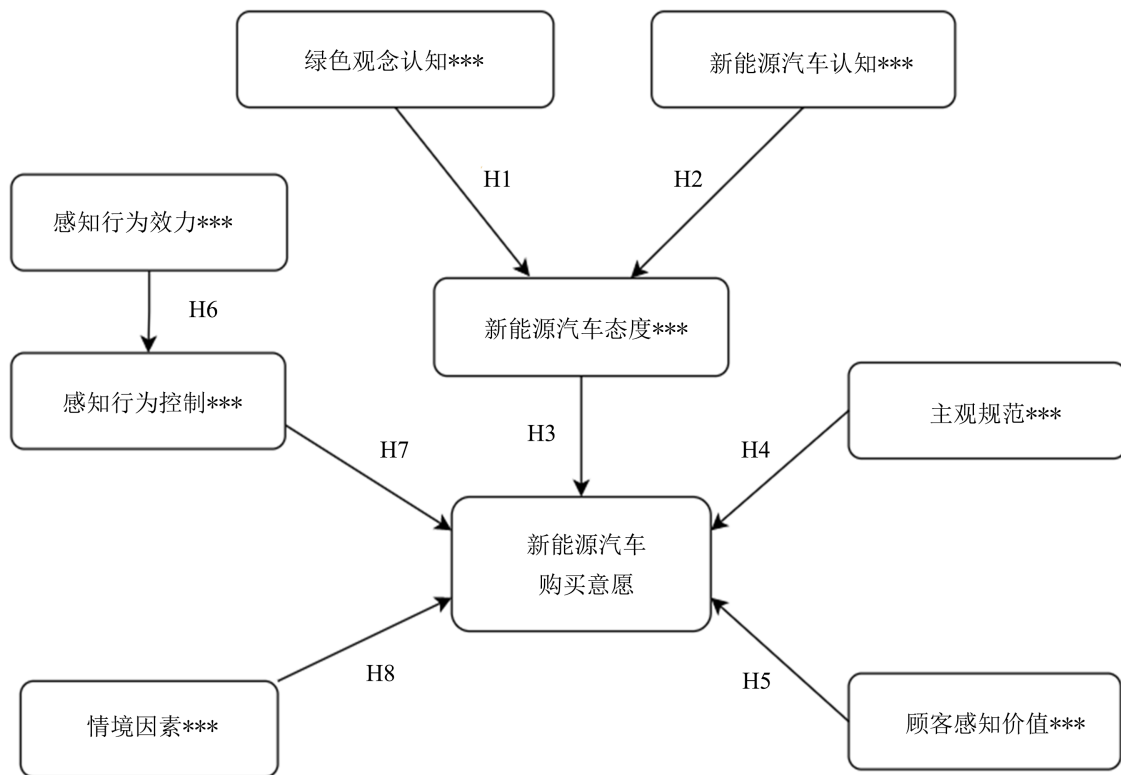 绿色观念认知***
新能源汽车认知***
H1
H2
感知行为效力***
H6
新能源汽车态度***
感知行为控制***
主观规范***
H3
H7
H4
新能源汽车
购买意愿
H8
H5
情境因素***
顾客感知价值***